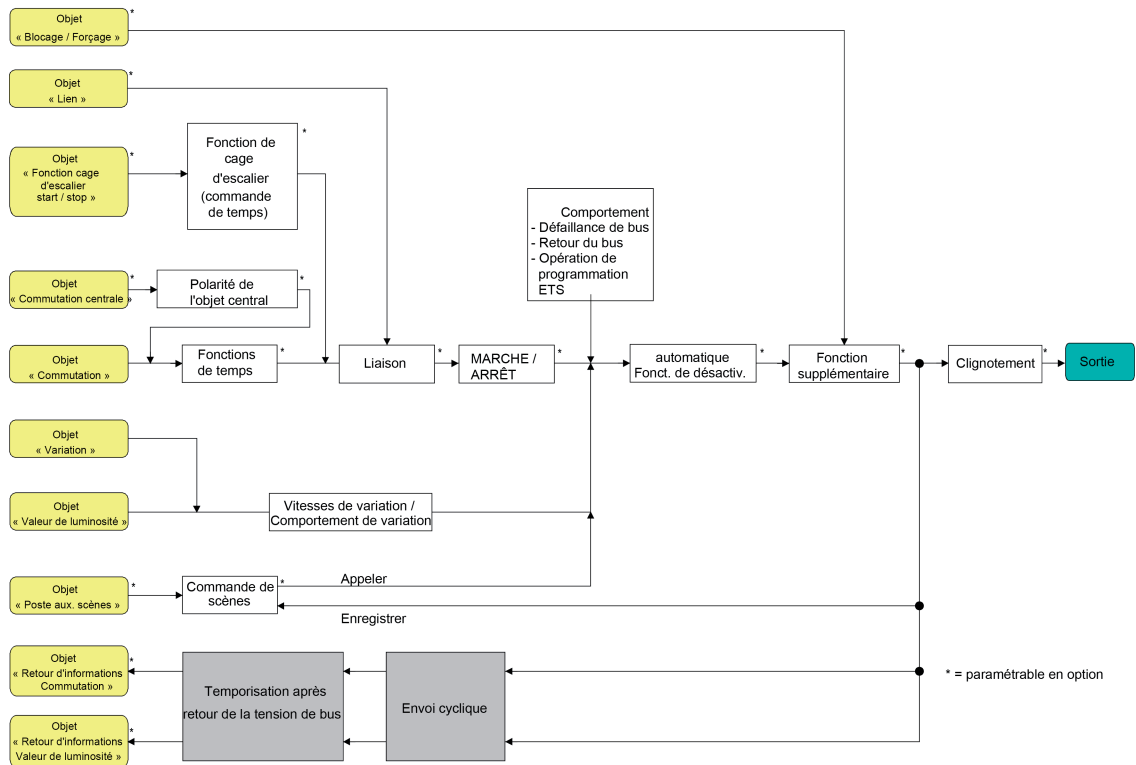 Objet
« Blocage / Forçage »
*
Objet
« Lien »
*
Objet
« Fonction cage
d'escalier
start / stop »
*
Fonction de
cage
d'escalier
(commande
de temps)
*
Comportement
- Défaillance de bus
- Retour du bus
- Opération de
programmation
ETS
Objet
« Commutation centrale »
*
Polarité de
l'objet central
*
Objet
« Commutation »
*
Fonctions
de temps
*
Liaison
*
MARCHE /
ARRÊT
*
automatique
Fonct. de désactiv.
*
Fonction
supplémentaire
*
Clignotement
*
Sortie
Objet
« Variation »
Objet
« Valeur de luminosité »
Vitesses de variation /
Comportement de variation
Objet
« Poste aux. scènes »
*
Commande de
scènes
*
Appeler
Enregistrer
Objet
« Retour d'informations
Commutation »
*
Temporisation après
retour de la tension de bus
Envoi cyclique
* = paramétrable en option
Objet
« Retour d'informations
Valeur de luminosité »
*